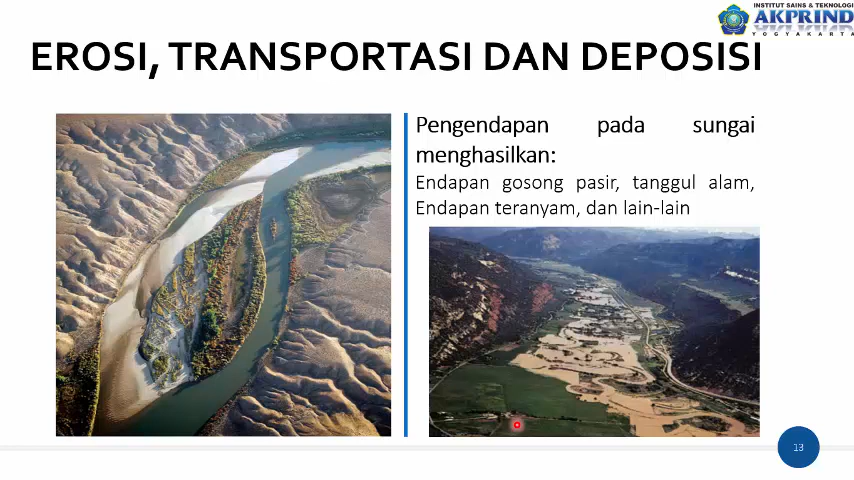 INSTITUT SAINS & TEKNOLOGI
AKPRIND
YOGYAKARTA
EROSI, TRANSPORTASI DAN DEPOSISI
Pengendapan pada sungai
menghasilkan:
Endapan gosong pasir, tanggul alam,
Endapan teranyam, dan lain-lain
13